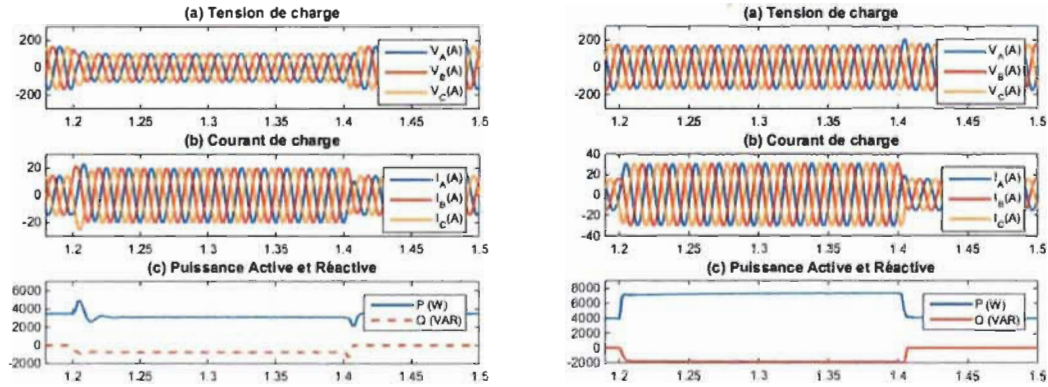 (a) Tension de charge
200
0
-200
V_A(A)
V_B(A)
V_C(A)
1.2 1.25 1.3 1.35 1.4 1.45 1.5
(b) Courant de charge
20
0
-20
I_A(A)
I_B(A)
I_C(A)
1.2 1.25 1.3 1.35 1.4 1.45 1.5
(c) Puissance Active et Réactive
6000
4000
2000
0
-2000
P (W)
Q (VAR)
1.2 1.25 1.3 1.35 1.4 1.45 1.5
(a) Tension de charge
200
0
-200
V_A(A)
V_B(A)
V_C(A)
1.2 1.25 1.3 1.35 1.4 1.45 1.5
(b) Courant de charge
40
20
0
-20
-40
I_A(A)
I_B(A)
I_C(A)
1.2 1.25 1.3 1.35 1.4 1.45 1.5
(c) Puissance Active et Réactive
8000
6000
4000
2000
0
-2000
P (W)
Q (VAR)
1.2 1.25 1.3 1.35 1.4 1.45 1.5